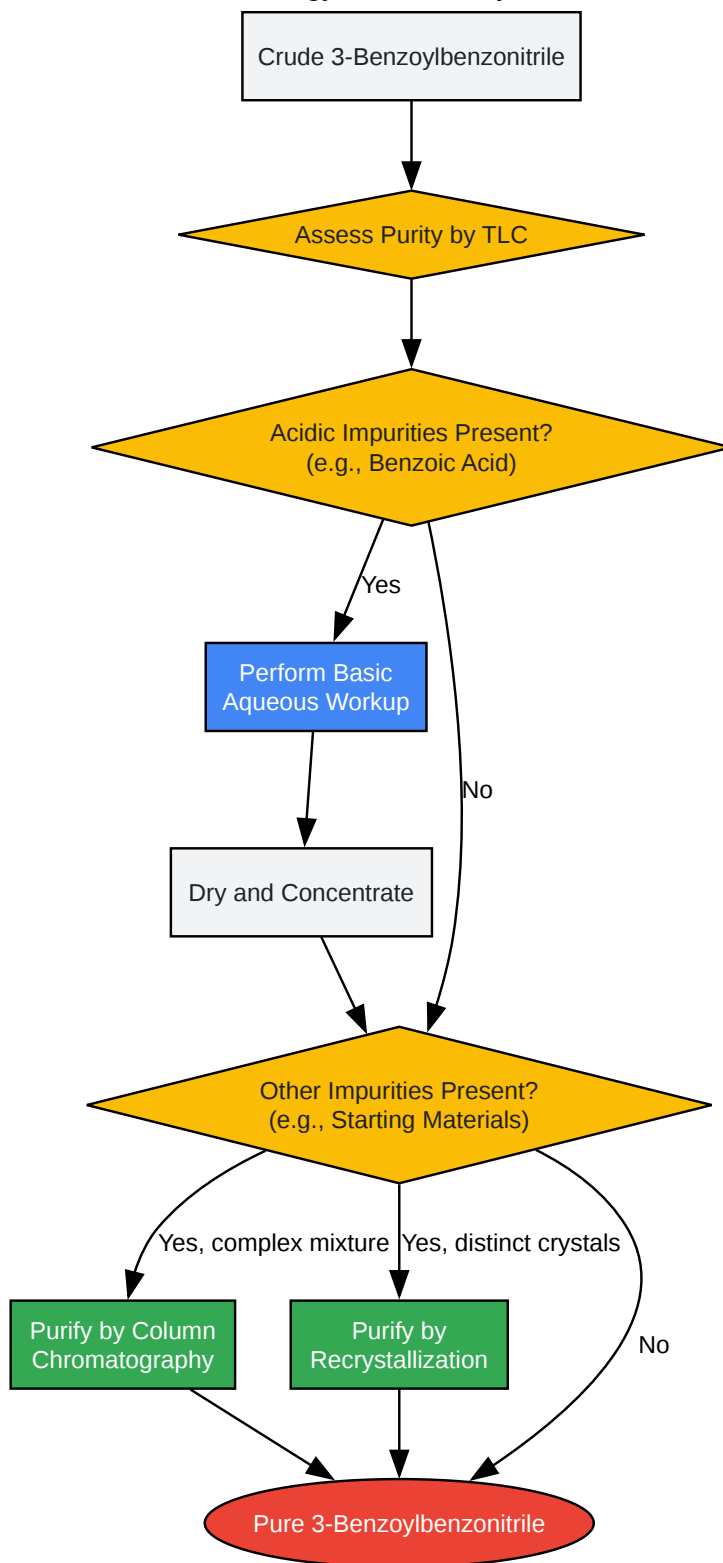 Crude 3-Benzoylbenzonitrile
Assess Purity by TLC
Acidic Impurities Present?
(e.g., Benzoic Acid)
Yes
Perform Basic
Aqueous Workup
No
Dry and Concentrate
Other Impurities Present?
(e.g., Starting Materials)
Yes, complex mixture
Yes, distinct crystals
Purify by Column
Chromatography
Purify by
Recrystallization
No
Pure 3-Benzoylbenzonitrile